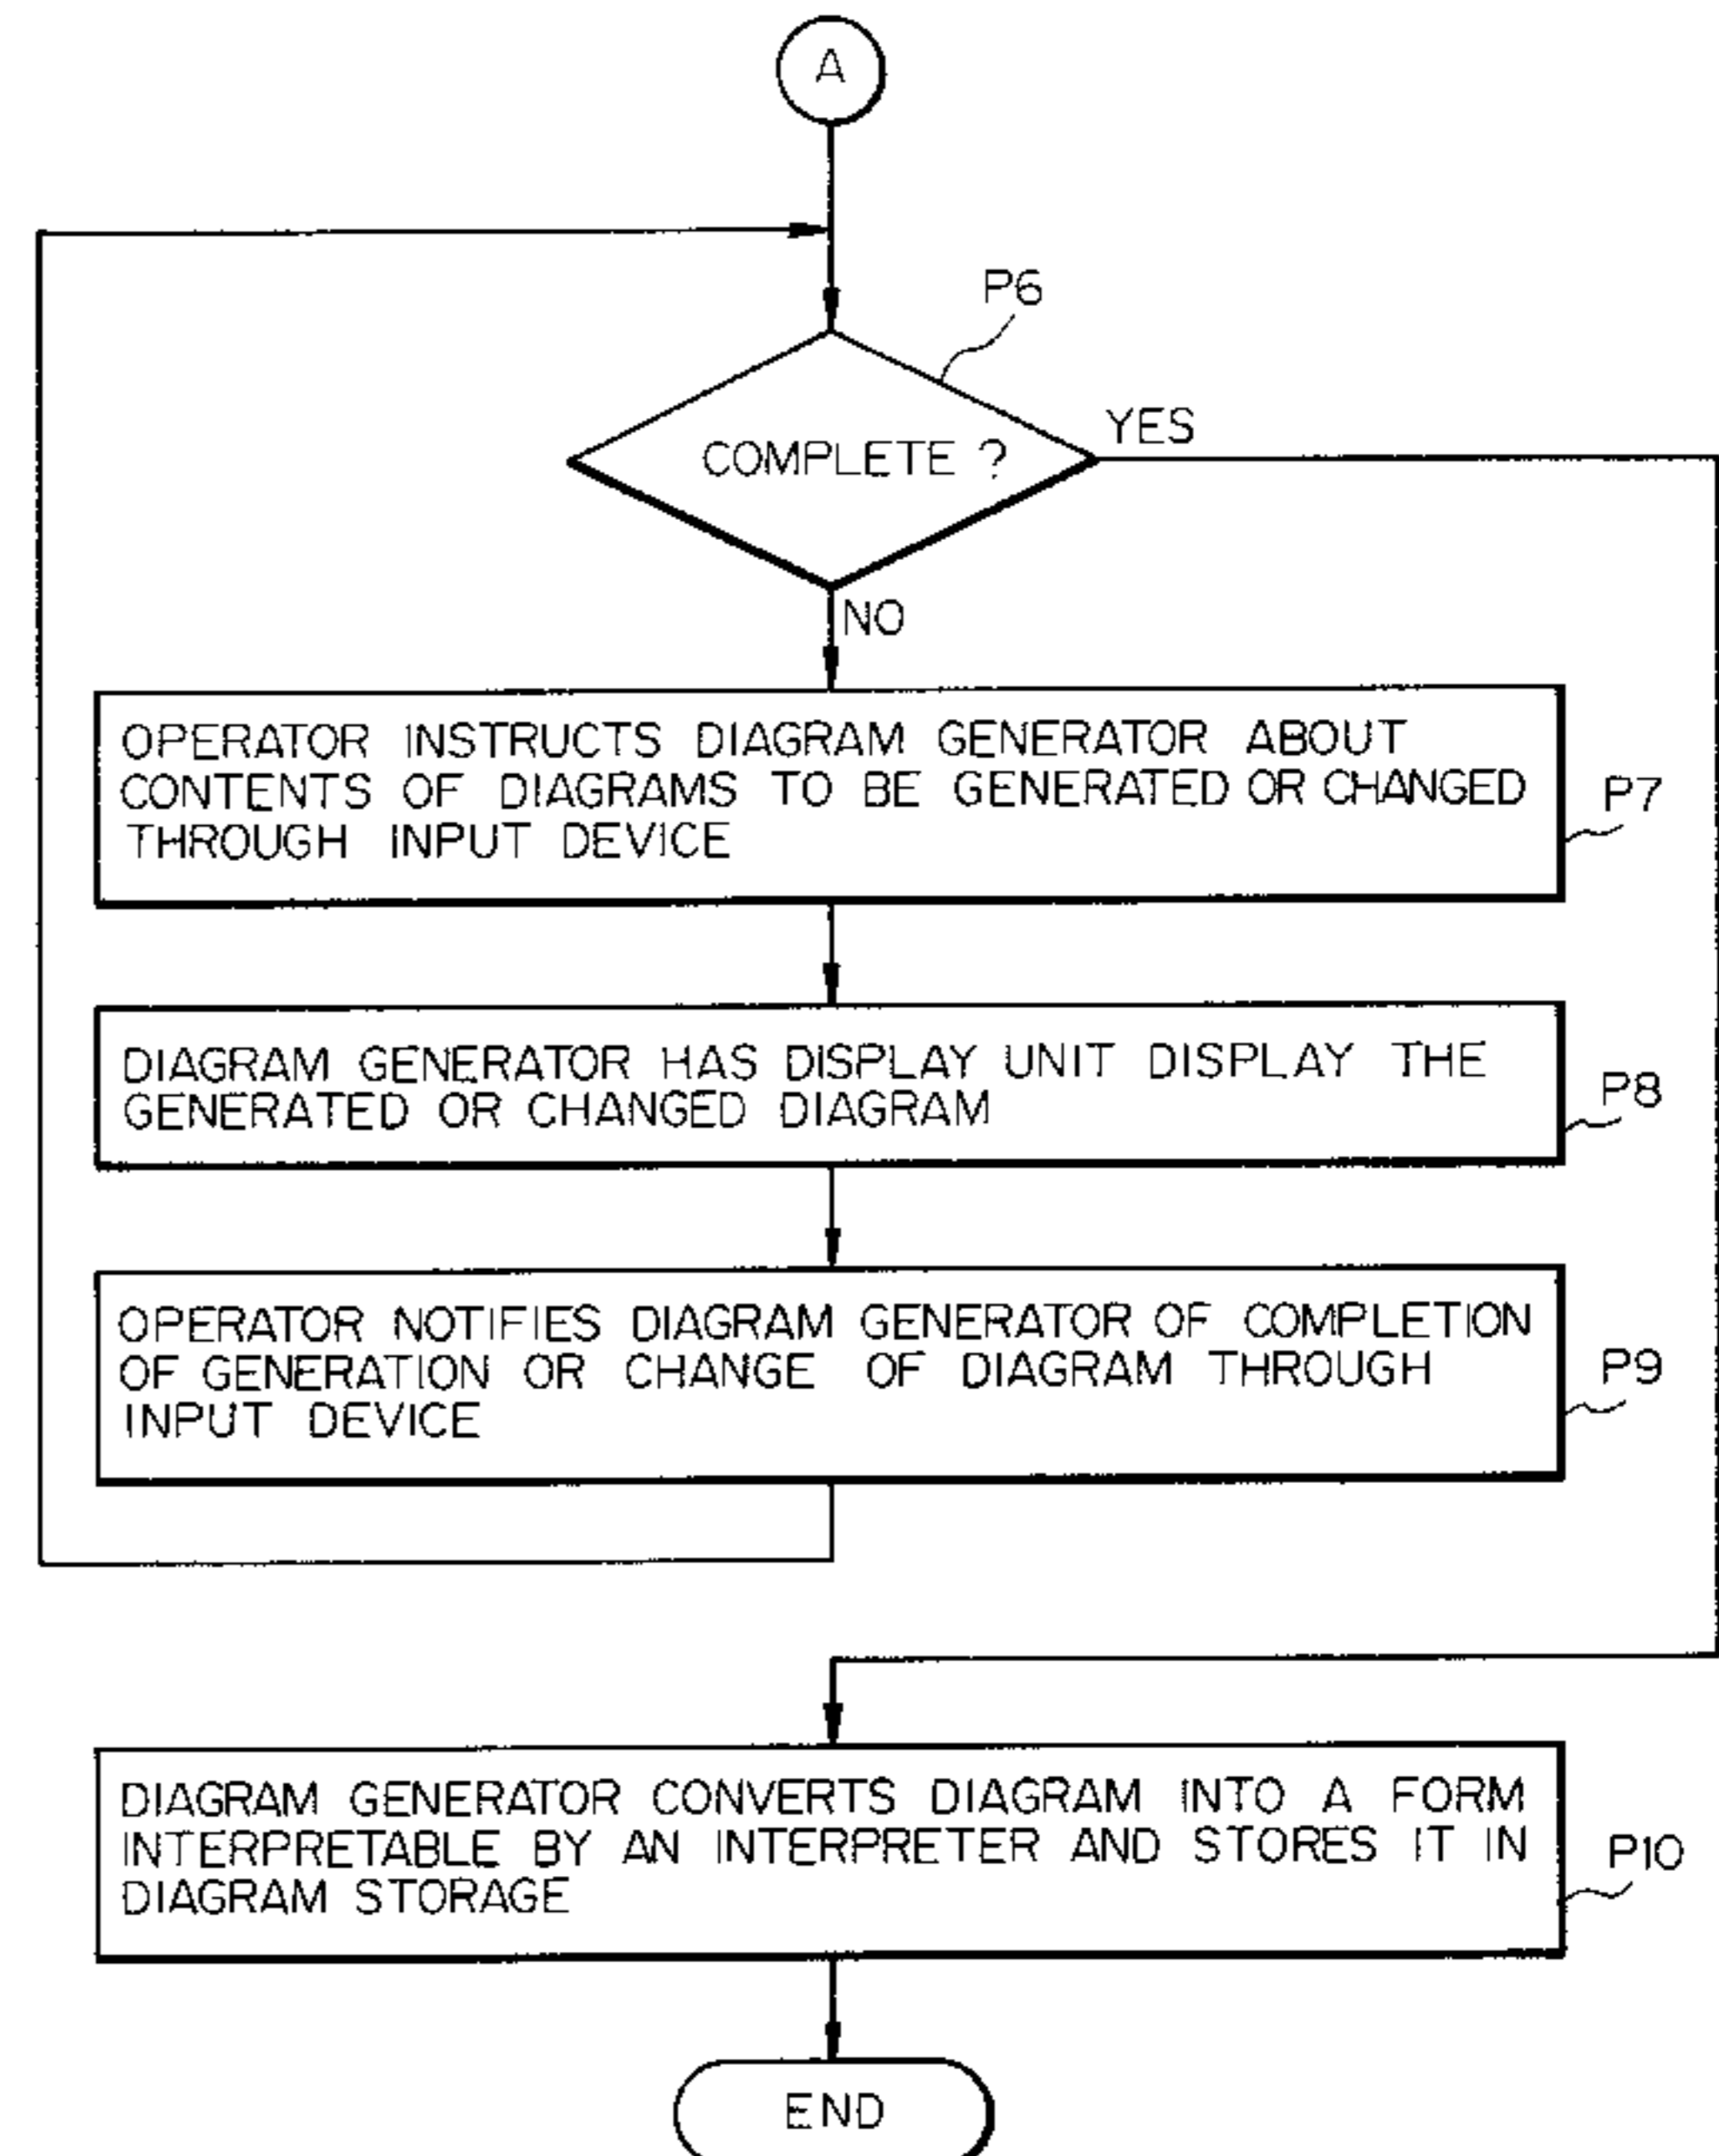 A
P6
COMPLETE ?
YES
NO
OPERATOR INSTRUCTS DIAGRAM GENERATOR ABOUT
CONTENTS OF DIAGRAMS TO BE GENERATED OR CHANGED
THROUGH INPUT DEVICE
P7
DIAGRAM GENERATOR HAS DISPLAY UNIT DISPLAY THE
GENERATED OR CHANGED DIAGRAM
P8
OPERATOR NOTIFIES DIAGRAM GENERATOR OF COMPLETION
OF GENERATION OR CHANGE OF DIAGRAM THROUGH
INPUT DEVICE
P9
DIAGRAM GENERATOR CONVERTS DIAGRAM INTO A FORM
INTERPRETABLE BY AN INTERPRETER AND STORES IT IN
DIAGRAM STORAGE
P10
END